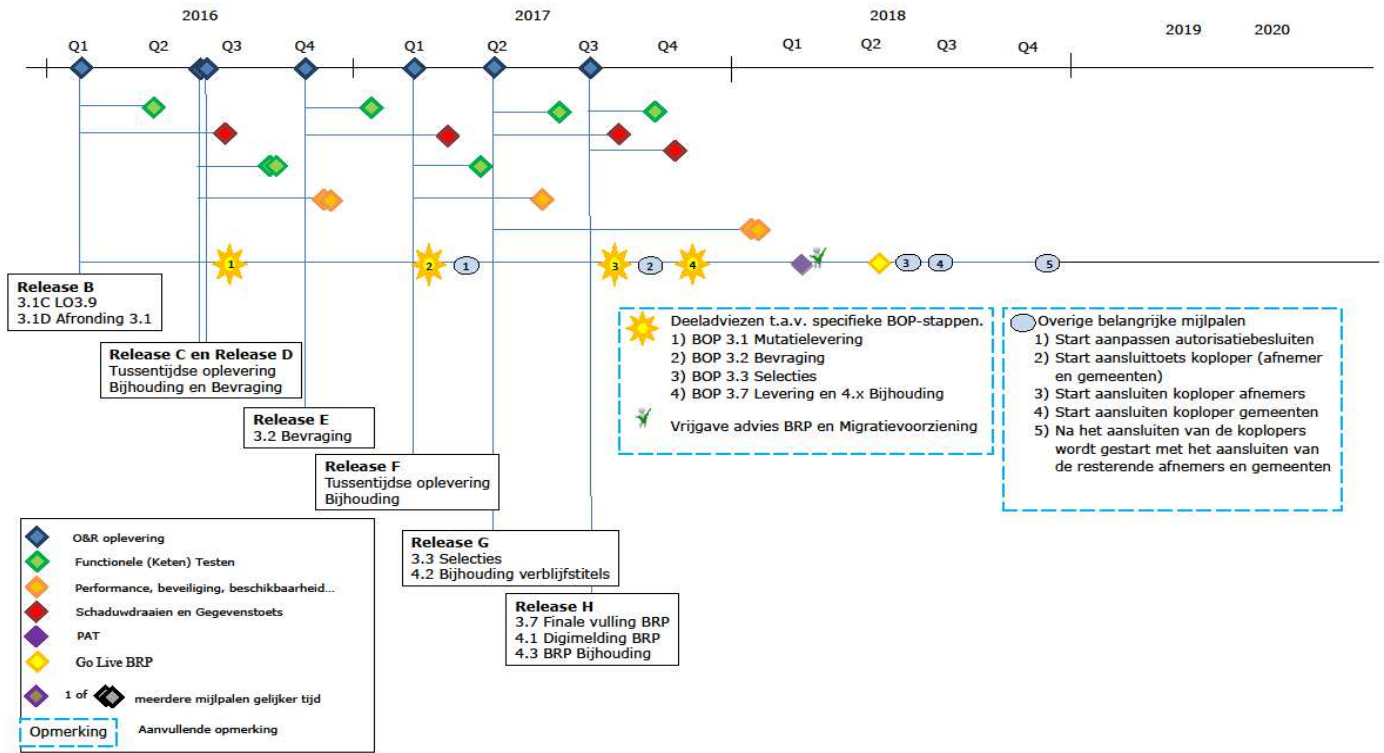 2016
2017
2018
2019
2020
Q1
Q2
Q3
Q4
Q1
Q2
Q3
Q4
Q1
Q2
Q3
Q4
1
2
1
3
2
4
3
4
5
Release B
3.1C LO3.9
3.1D Afronding 3.1
Release C en Release D
Tussentijdse oplevering
Bijhouding en Bevraging
Release E
3.2 Bevraging
Release F
Tussentijdse oplevering
Bijhouding
Release G
3.3 Selecties
4.2 Bijhouding verblijfstitels
Release H
3.7 Finale vulling BRP
4.1 Digimelding BRP
4.3 BRP Bijhouding
Deeladviezen t.a.v. specifieke BOP-stappen.
1) BOP 3.1 Mutatielevering
2) BOP 3.2 Bevraging
3) BOP 3.3 Selecties
4) BOP 3.7 Levering en 4.x Bijhouding
Vrijgave advies BRP en Migratievoorziening
Overige belangrijke mijlpalen
1) Start aanpassen autorisatiebesluiten
2) Start aansluittoets koploper (afnemer
en gemeenten)
3) Start aansluiten koploper afnemers
4) Start aansluiten koploper gemeenten
5) Na het aansluiten van de koplopers
wordt gestart met het aansluiten van
de resterende afnemers en gemeenten
O&R oplevering
Functionele (Keten) Testen
Performance, beveiliging, beschikbaarheid...
Schaduwdraaien en Gegevenstoets
PAT
Go Live BRP
1 of meerdere mijlpalen gelijker tijd
Opmerking Aanvullende opmerking